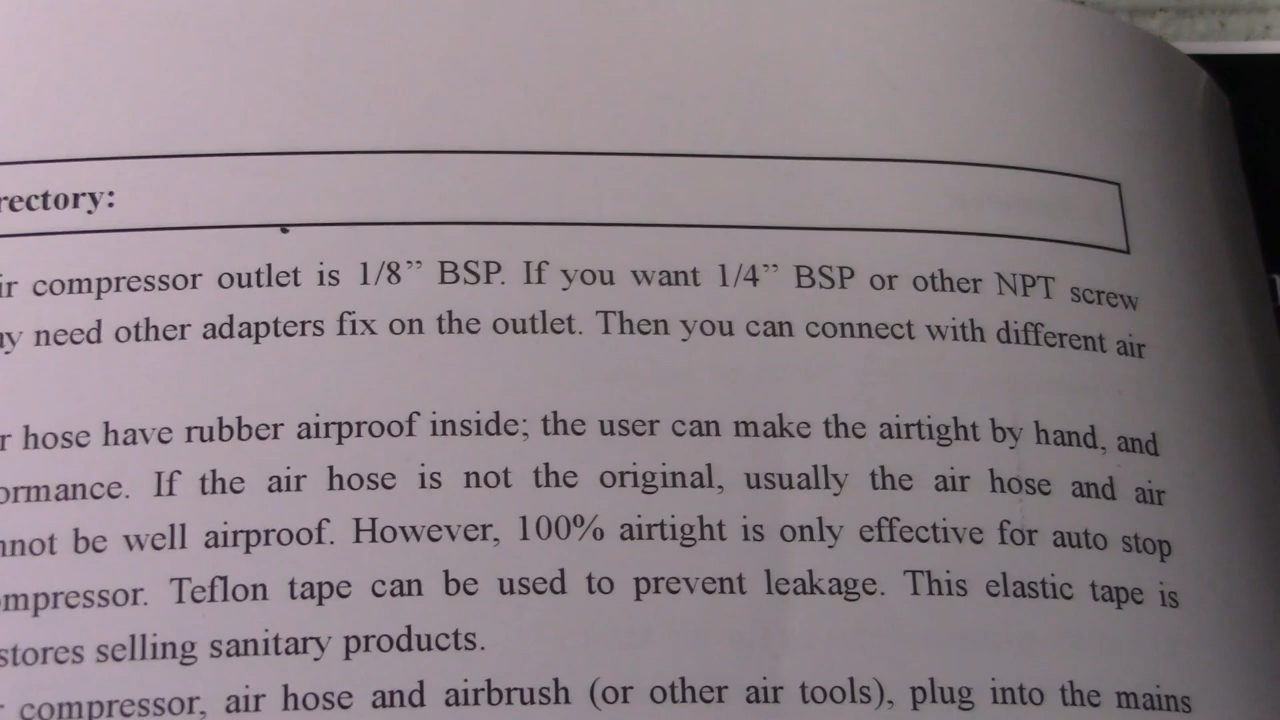 rectory:
ir compressor outlet is 1/8” BSP. If you want 1/4” BSP or other NPT screw
need other adapters fix on the outlet. Then you can connect with different air
r hose have rubber airproof inside; the user can make the airtight by hand, and
ormance. If the air hose is not the original, usually the air hose and air
nnot be well airproof. However, 100% airtight is only effective for auto stop
mpressor. Teflon tape can be used to prevent leakage. This elastic tape is
stores selling sanitary products.
compressor, air hose and airbrush (or other air tools), plug into the mains